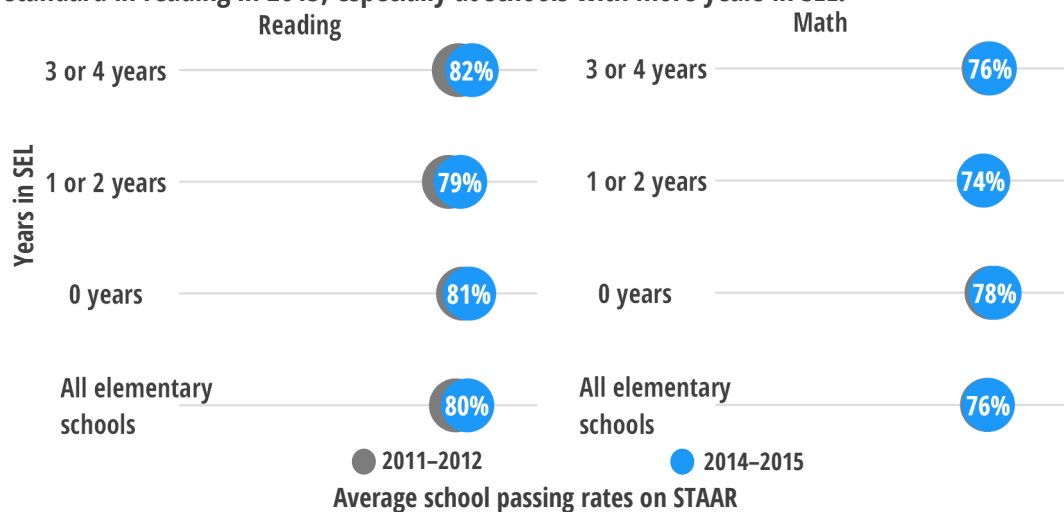 Reading
Math
3 or 4 years
82%
3 or 4 years
76%
Years in SEL
1 or 2 years
79%
1 or 2 years
74%
0 years
81%
0 years
78%
All elementary
schools
80%
All elementary
schools
76%
2011–2012
2014–2015
Average school passing rates on STAAR